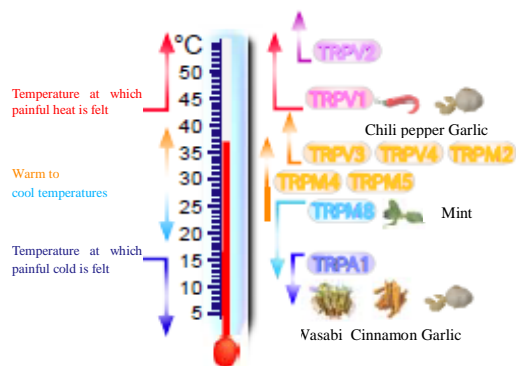 °C
50
45
40
35
30
25
20
15
10
5
Temperature at which
painful heat is felt
Warm to
cool temperatures
Temperature at which
painful cold is felt
TRPV2
TRPV1
Chili pepper Garlic
TRPV3 TRPV4 TRPM2
TRPM4 TRPM5
TRPM8 Mint
TRPA1
Wasabi Cinnamon Garlic